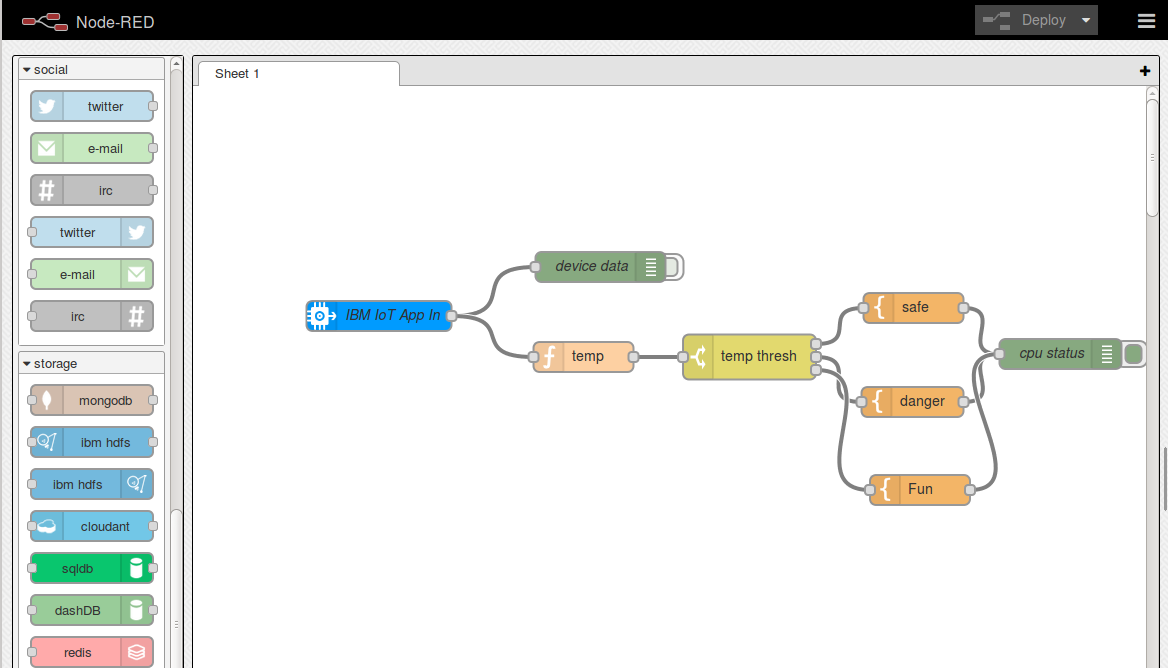 Node-RED
Deploy
social
twitter
e-mail
irc
twitter
e-mail
irc
storage
mongodb
ibm hdfs
ibm hdfs
cloudant
sqldb
dashDB
redis
Sheet 1
device data
IBM IoT App In
temp
temp thresh
safe
danger
Fun
cpu status